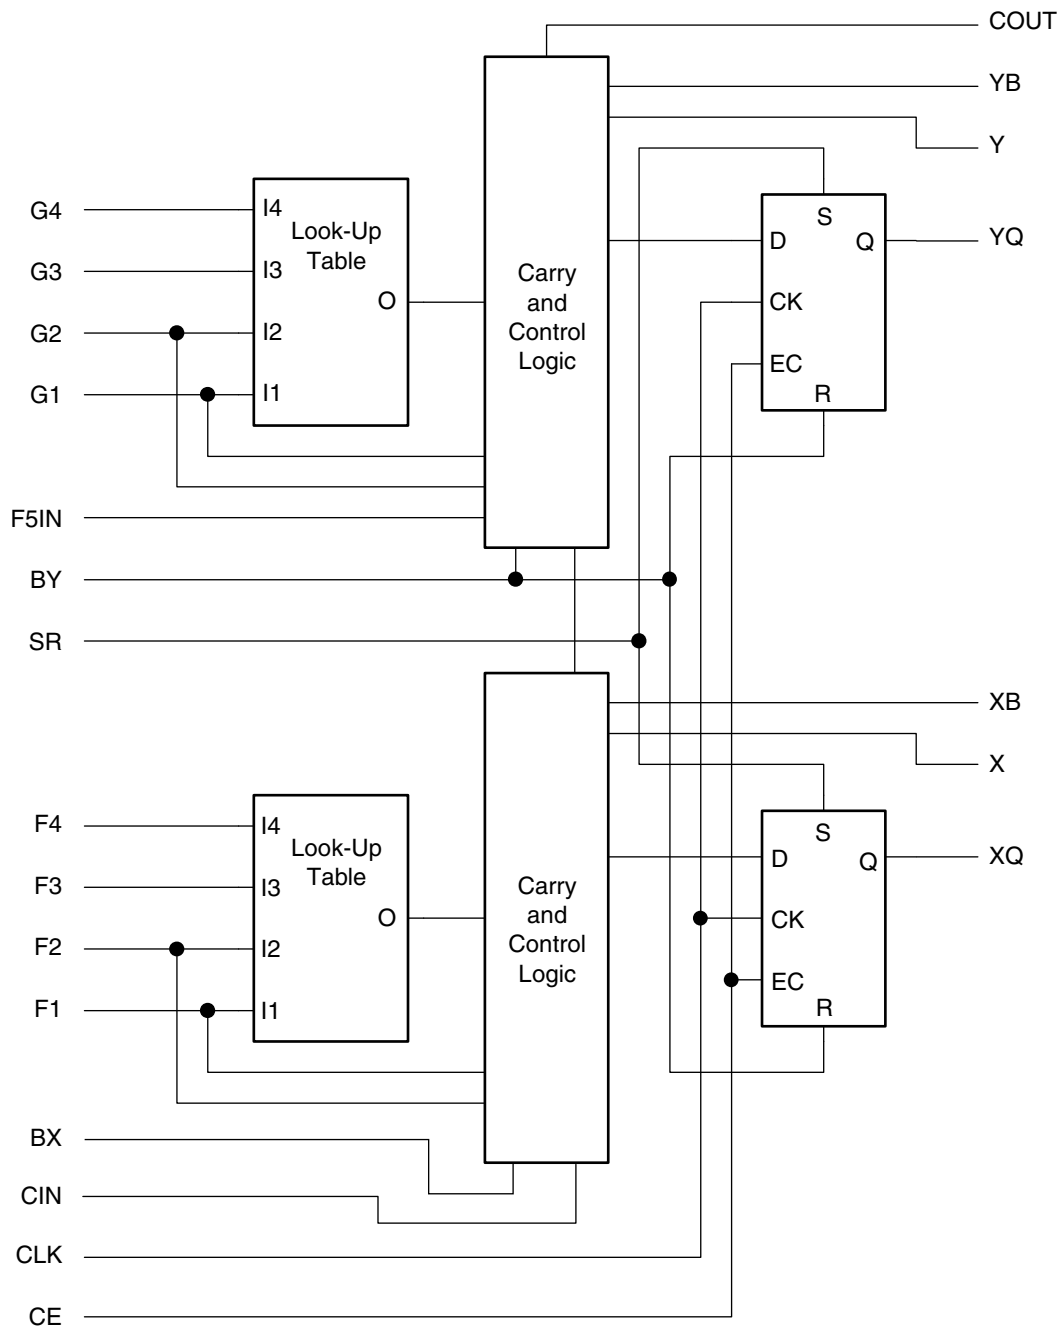 COUT
YB
Y
S
G4
I4
Look-Up
Table
D
Q
YQ
G3
I3
Carry
and
Control
Logic
O
CK
G2
I2
EC
G1
I1
R
F5IN
BY
SR
XB
X
F4
I4
Look-Up
Table
S
D
Q
XQ
F3
I3
Carry
and
Control
Logic
O
CK
F2
I2
EC
F1
I1
R
BX
CIN
CLK
CE